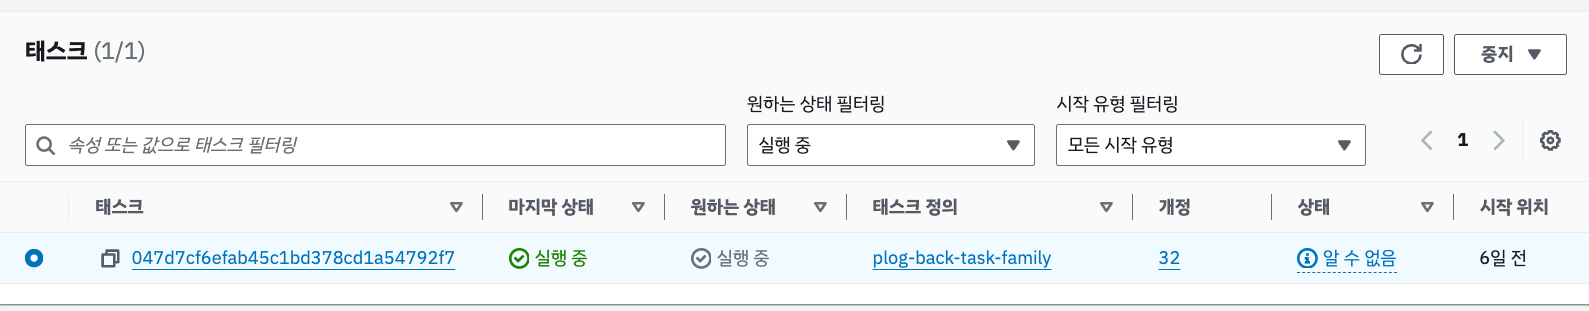 태스크 (1/1)
중지
원하는 상태 필터링
시작 유형 필터링
속성 또는 값으로 태스크 필터링
실행 중
모든 시작 유형
1
태스크 마지막 상태 원하는 상태 태스크 정의 개정 상태 시작 위치
047d7cf6efab45c1bd378cd1a54792f7 실행 중 실행 중 plog-back-task-family 32 알 수 없음 6일 전